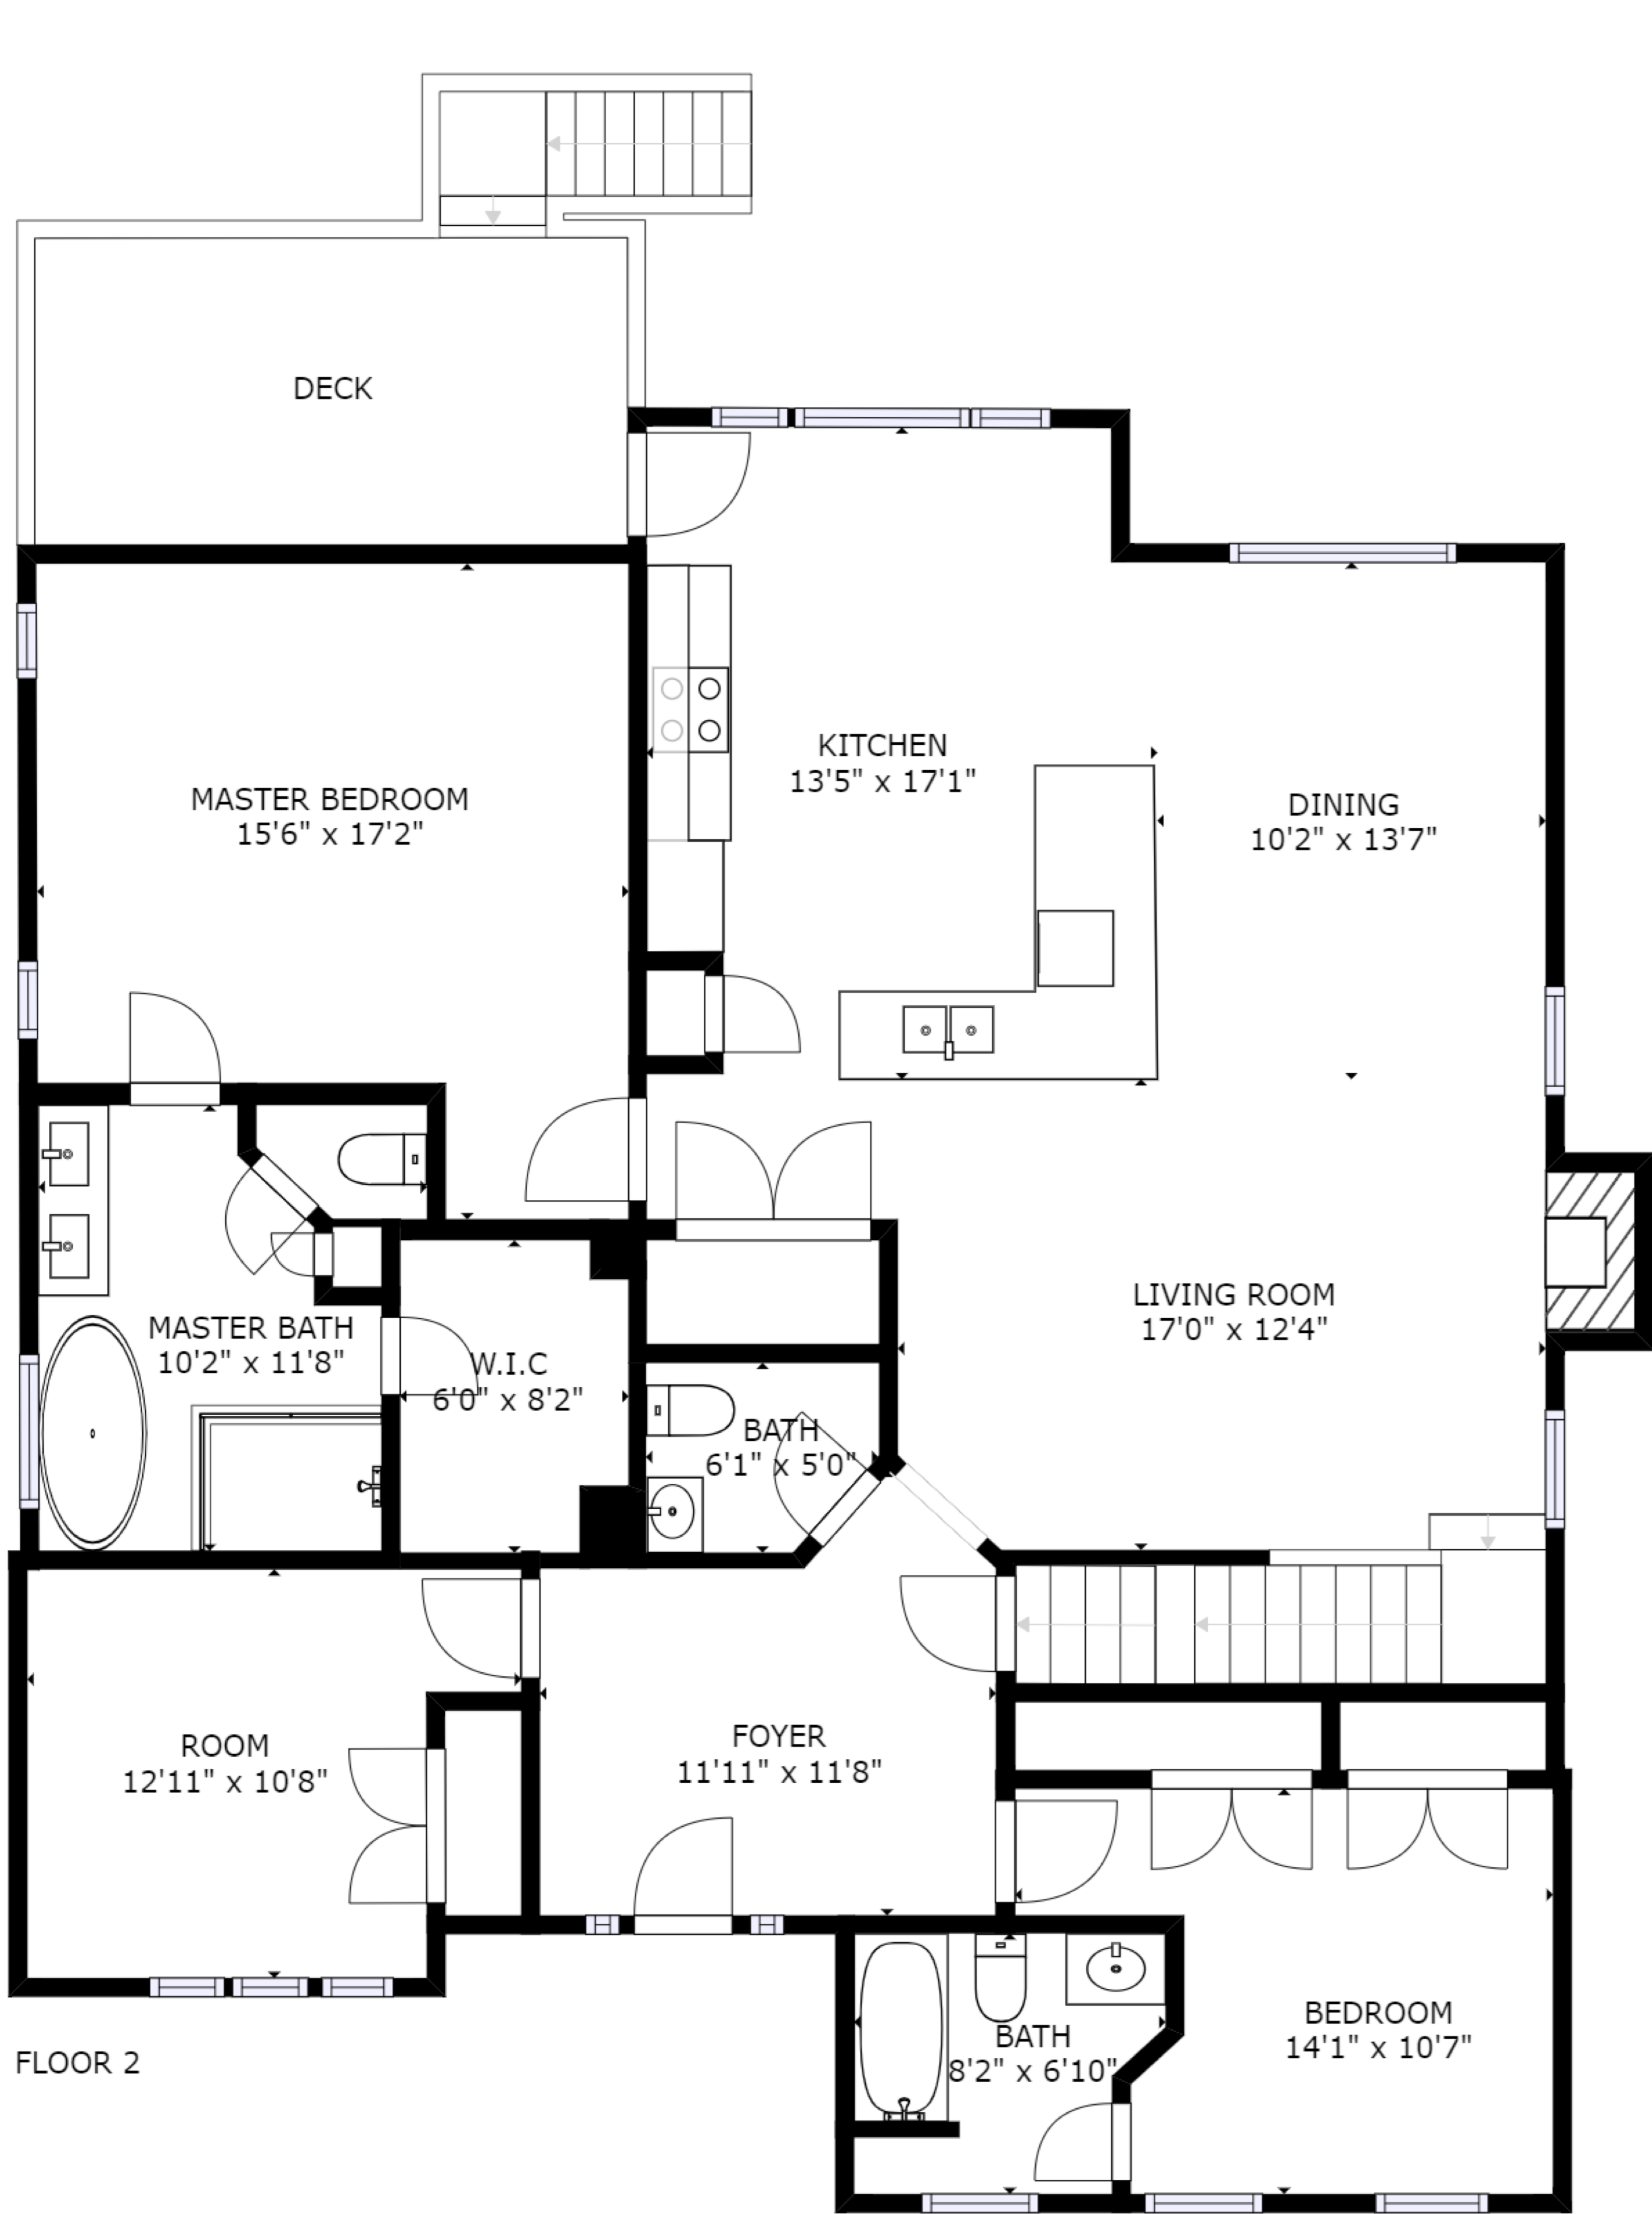 DECK
KITCHEN
13'5" x 17'1"
MASTER BEDROOM
15'6" x 17'2"
DINING
10'2" x 13'7"
LIVING ROOM
17'0" x 12'4"
MASTER BATH
10'2" x 11'8"
W.I.C
6'0" x 8'2"
BATH
6'1" x 5'0"
FOYER
11'11" x 11'8"
ROOM
12'11" x 10'8"
BEDROOM
14'1" x 10'7"
BATH
8'2" x 6'10"
FLOOR 2